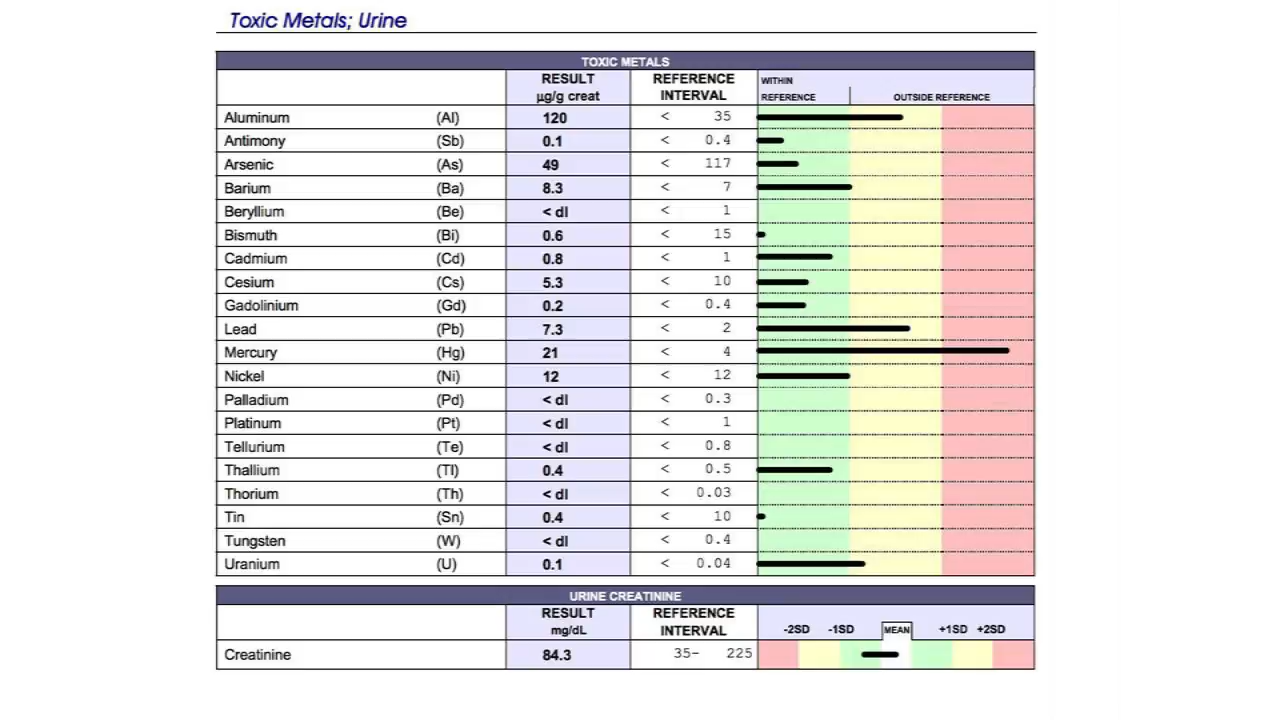 Toxic Metals; Urine
TOXIC METALS
RESULT
µg/g creat
REFERENCE
INTERVAL
WITHIN
REFERENCE
OUTSIDE REFERENCE
Aluminum (Al) 120 < 35
Antimony (Sb) 0.1 < 0.4
Arsenic (As) 49 < 117
Barium (Ba) 8.3 < 7
Beryllium (Be) < dl < 1
Bismuth (Bi) 0.6 < 15
Cadmium (Cd) 0.8 < 1
Cesium (Cs) 5.3 < 10
Gadolinium (Gd) 0.2 < 0.4
Lead (Pb) 7.3 < 2
Mercury (Hg) 21 < 4
Nickel (Ni) 12 < 12
Palladium (Pd) < dl < 0.3
Platinum (Pt) < dl < 1
Tellurium (Te) < dl < 0.8
Thallium (Tl) 0.4 < 0.5
Thorium (Th) < dl < 0.03
Tin (Sn) 0.4 < 10
Tungsten (W) < dl < 0.4
Uranium (U) 0.1 < 0.04
URINE CREATININE
RESULT
mg/dL
REFERENCE
INTERVAL
-2SD -1SD MEAN +1SD +2SD
Creatinine 84.3 35- 225